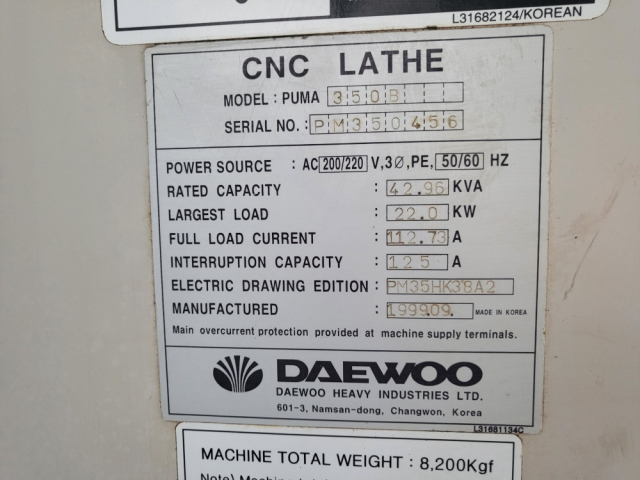 L31682124/KOREAN
CNC LATHE
MODEL : PUMA 350B
SERIAL NO. : PM350456
POWER SOURCE : AC 200/220 V, 3Ø, PE, 50/60 HZ
RATED CAPACITY : 42.96 KVA
LARGEST LOAD : 22.0 KW
FULL LOAD CURRENT : 112.73 A
INTERRUPTION CAPACITY : 125 A
ELECTRIC DRAWING EDITION : PM35HK38A2
MANUFACTURED : 199909. MADE IN KOREA
Main overcurrent protection provided at machine supply terminals.
DAEWOO
DAEWOO HEAVY INDUSTRIES LTD.
601-3, Namsan-dong, Changwon, Korea
L31681134C
MACHINE TOTAL WEIGHT : 8,200Kgf